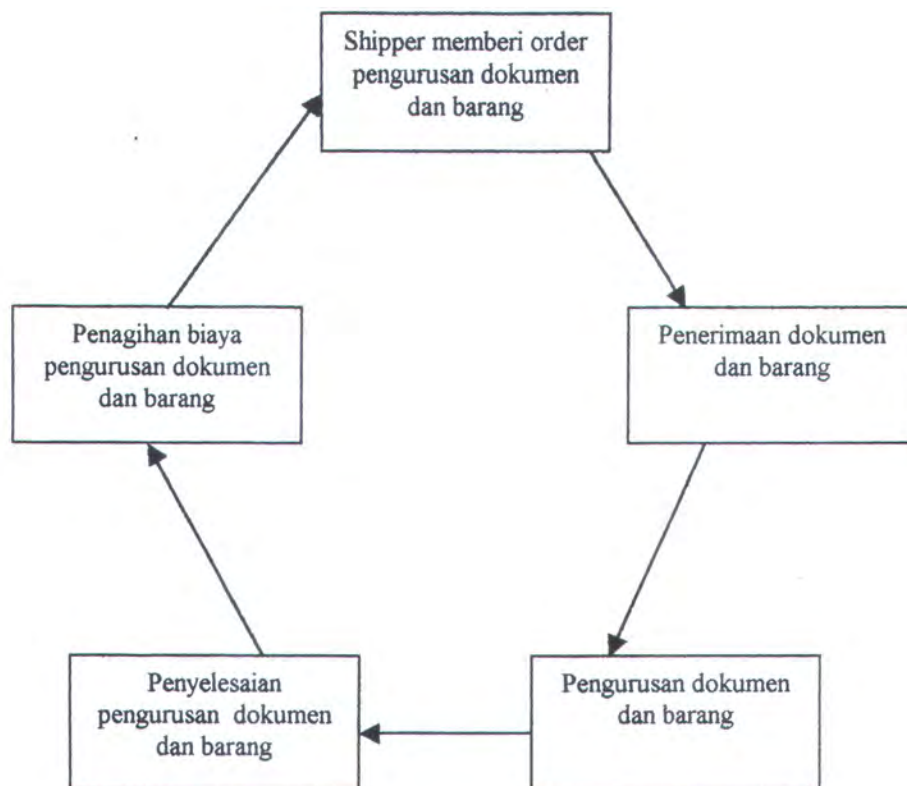 Shipper memberi order
pengurusan dokumen
dan barang
Penerimaan dokumen
dan barang
Pengurusan dokumen
dan barang
Penyelesaian
pengurusan dokumen
dan barang
Penagihan biaya
pengurusan dokumen
dan barang